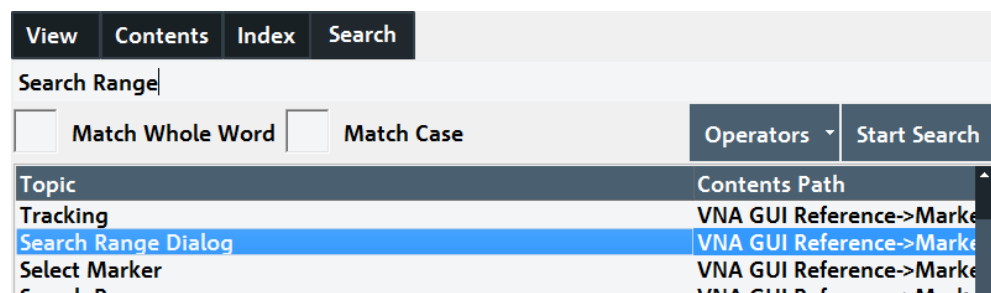 View Contents Index Search
Search Range
Match Whole Word Match Case Operators Start Search
Topic Contents Path
Tracking VNA GUI Reference->Marke
Search Range Dialog VNA GUI Reference->Marke
Select Marker VNA GUI Reference->Marke